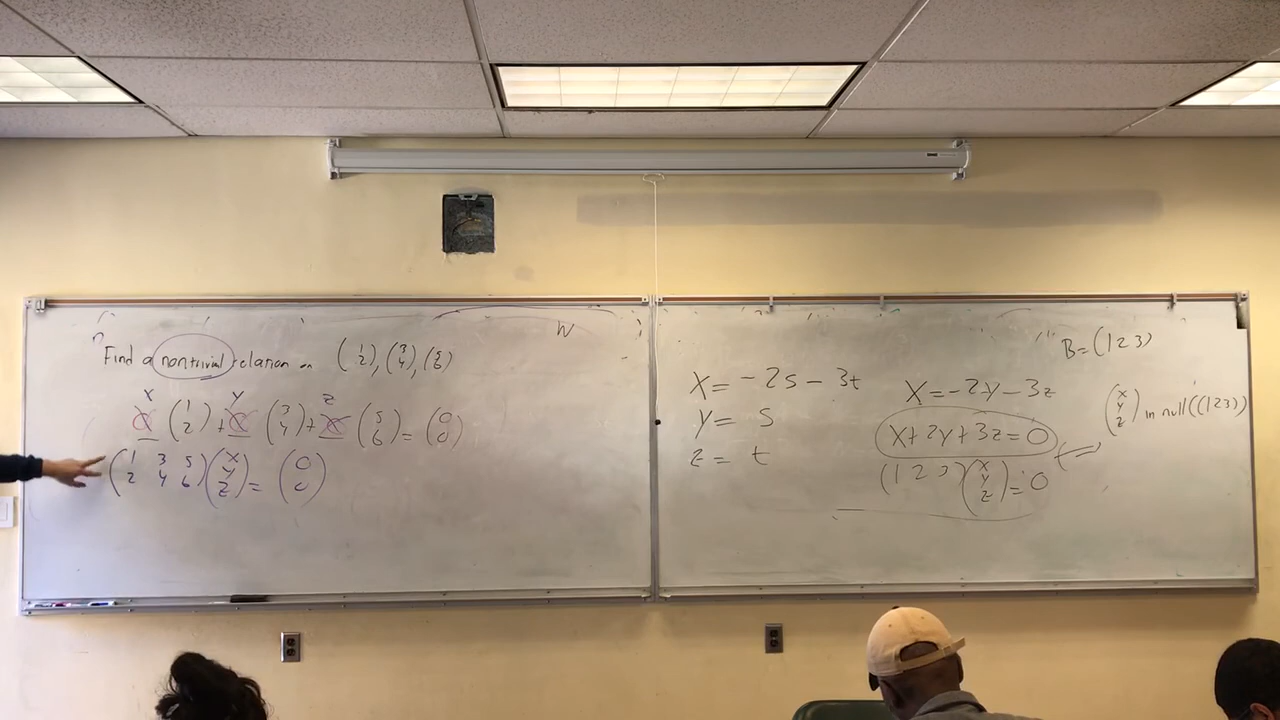 Find a nontrivial relation on (1 2), (3 4), (5 6)
x y z
(1 2) + (3 4) + (5 6) = (0 0)
(1 3 5 2 4 6)(x y z) = (0 0)
W
x = -2s - 3t
y = s
z = t
B = (1 2 3)
x = -2y - 3z
x + 2y + 3z = 0
(1 2 3)(x y z) = 0
(x y z) in null((1 2 3))